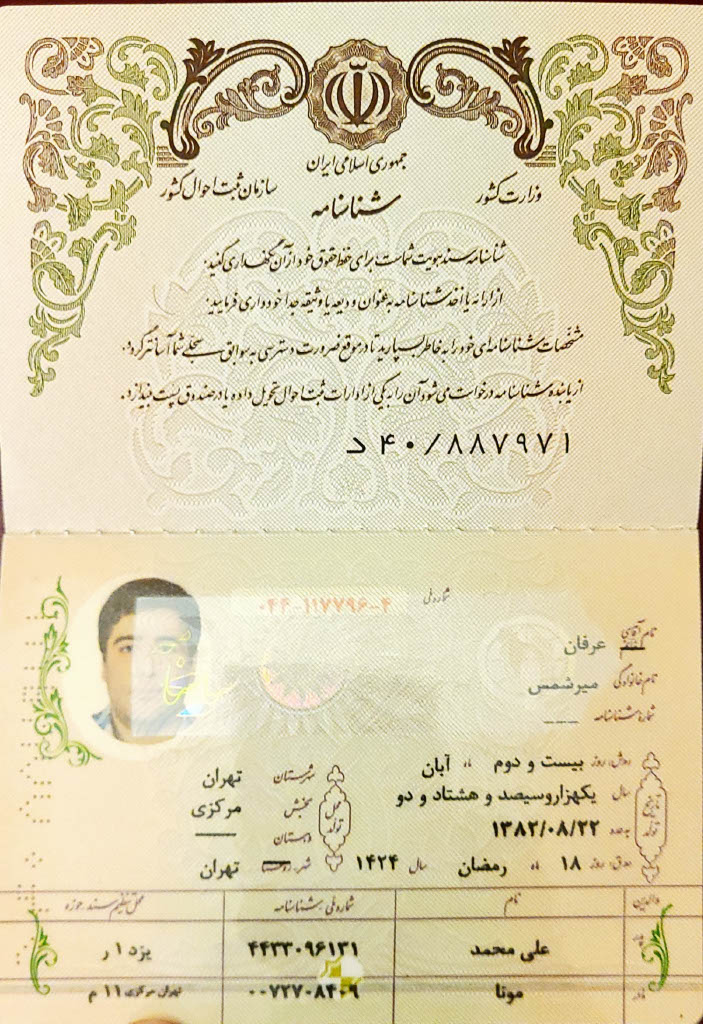 جمهوری اسلامی ایران
وزارت کشور
سازمان ثبت احوال کشور
شناسنامه
شناسنامه سند هویت شماست برای حفظ حقوق خود از آن نگهداری کنید.
از ارائه یا اخذ شناسنامه به عنوان ودیعه یا وثیقه جداً خودداری فرمایید.
مشخصات شناسنامه‌ای خود را به خاطر بسپارید تا در موقع ضرورت دسترسی به سوابق سجلی شما آسانتر گردد.
از یابنده شناسنامه درخواست می‌شود آن را به یکی از ادارات ثبت احوال تحویل داده یا در صندوق پست بیندازد.
د۴۰/۸۸۷۹۷۱
شماره ملی ۰۴۴-۱۱۷۷۹۶-۴
نام آقای عرفان
نام خانوادگی میرشمس
شماره شناسنامه ---
روز بیست و دوم ماه آبان
سال یکهزاروسیصد و هشتاد و دو
به عدد ۱۳۸۲/۰۸/۲۲
روز ۱۸ ماه رمضان سال ۱۴۲۴
محل تولد
شهرستان تهران
بخش مرکزی
دهستان ---
شهر تهران
والدین نام شماره ملی / شناسنامه محل تنظیم سند / حوزه
پدر علی محمد ۴۴۳۳۰۹۶۱۳۱ یزد ۱ ر
مادر مونا ۰۰۷۲۷۰۸۴۰۹ تهران مرکزی ۱۱ م